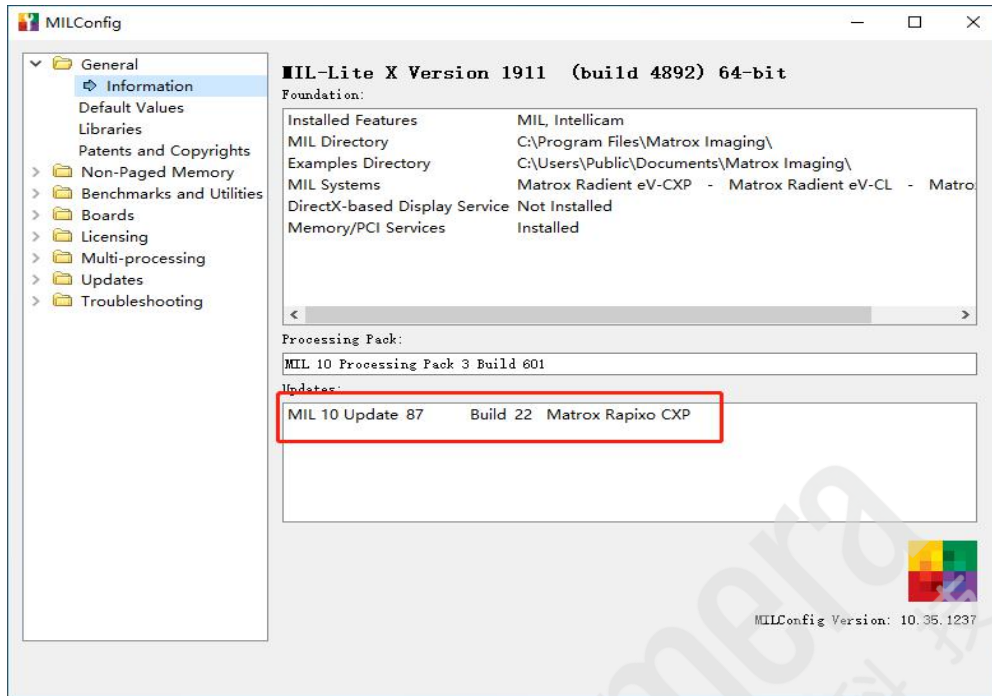 MILConfig
General
Information
Default Values
Libraries
Patents and Copyrights
Non-Paged Memory
Benchmarks and Utilities
Boards
Licensing
Multi-processing
Updates
Troubleshooting
MIL-Lite X Version 1911 (build 4892) 64-bit
Foundation:
Installed Features MIL, Intellicam
MIL Directory C:\Program Files\Matrox Imaging\
Examples Directory C:\Users\Public\Documents\Matrox Imaging\
MIL Systems Matrox Radient eV-CXP - Matrox Radient eV-CL - Matro
DirectX-based Display Service Not Installed
Memory/PCI Services Installed
Processing Pack:
MIL 10 Processing Pack 3 Build 601
Updates:
MIL 10 Update 87 Build 22 Matrox Rapixo CXP
MILConfig Version: 10.35.1237
mera
科技